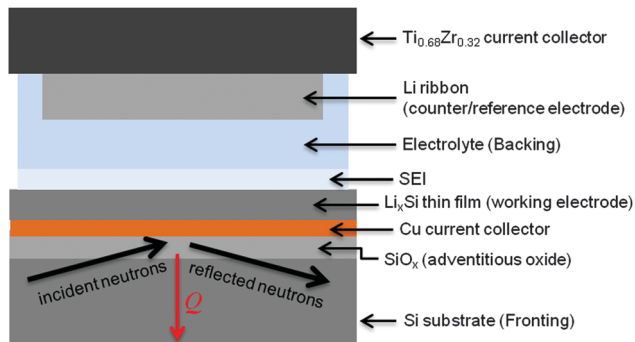 Ti0.68Zr0.32 current collector
Li ribbon
(counter/reference electrode)
Electrolyte (Backing)
SEI
LixSi thin film (working electrode)
Cu current collector
SiOx (adventitious oxide)
incident neutrons
reflected neutrons
Q
Si substrate (Fronting)